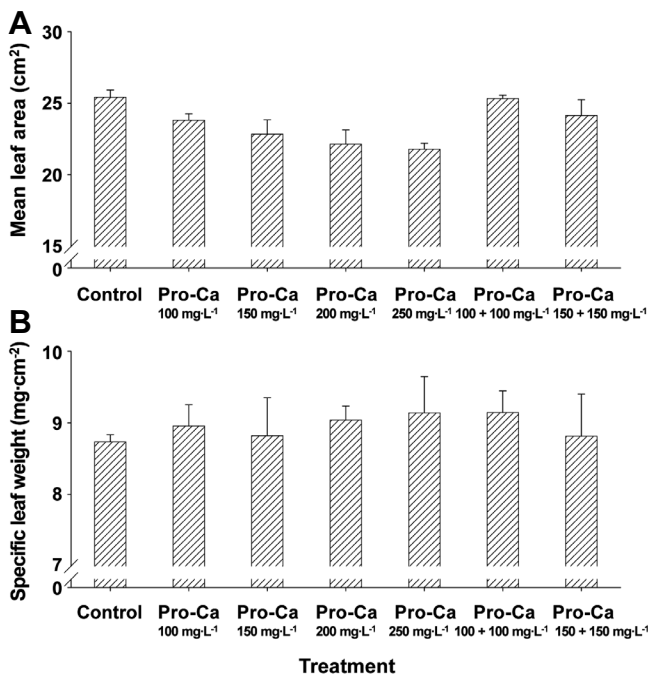 A
Mean leaf area (cm²)
30
25
20
15
0
Control Pro-Ca Pro-Ca Pro-Ca Pro-Ca Pro-Ca Pro-Ca
100 mg·L⁻¹ 150 mg·L⁻¹ 200 mg·L⁻¹ 250 mg·L⁻¹ 100 + 100 mg·L⁻¹ 150 + 150 mg·L⁻¹
B
Specific leaf weight (mg·cm⁻²)
10
9
8
7
0
Control Pro-Ca Pro-Ca Pro-Ca Pro-Ca Pro-Ca Pro-Ca
100 mg·L⁻¹ 150 mg·L⁻¹ 200 mg·L⁻¹ 250 mg·L⁻¹ 100 + 100 mg·L⁻¹ 150 + 150 mg·L⁻¹
Treatment